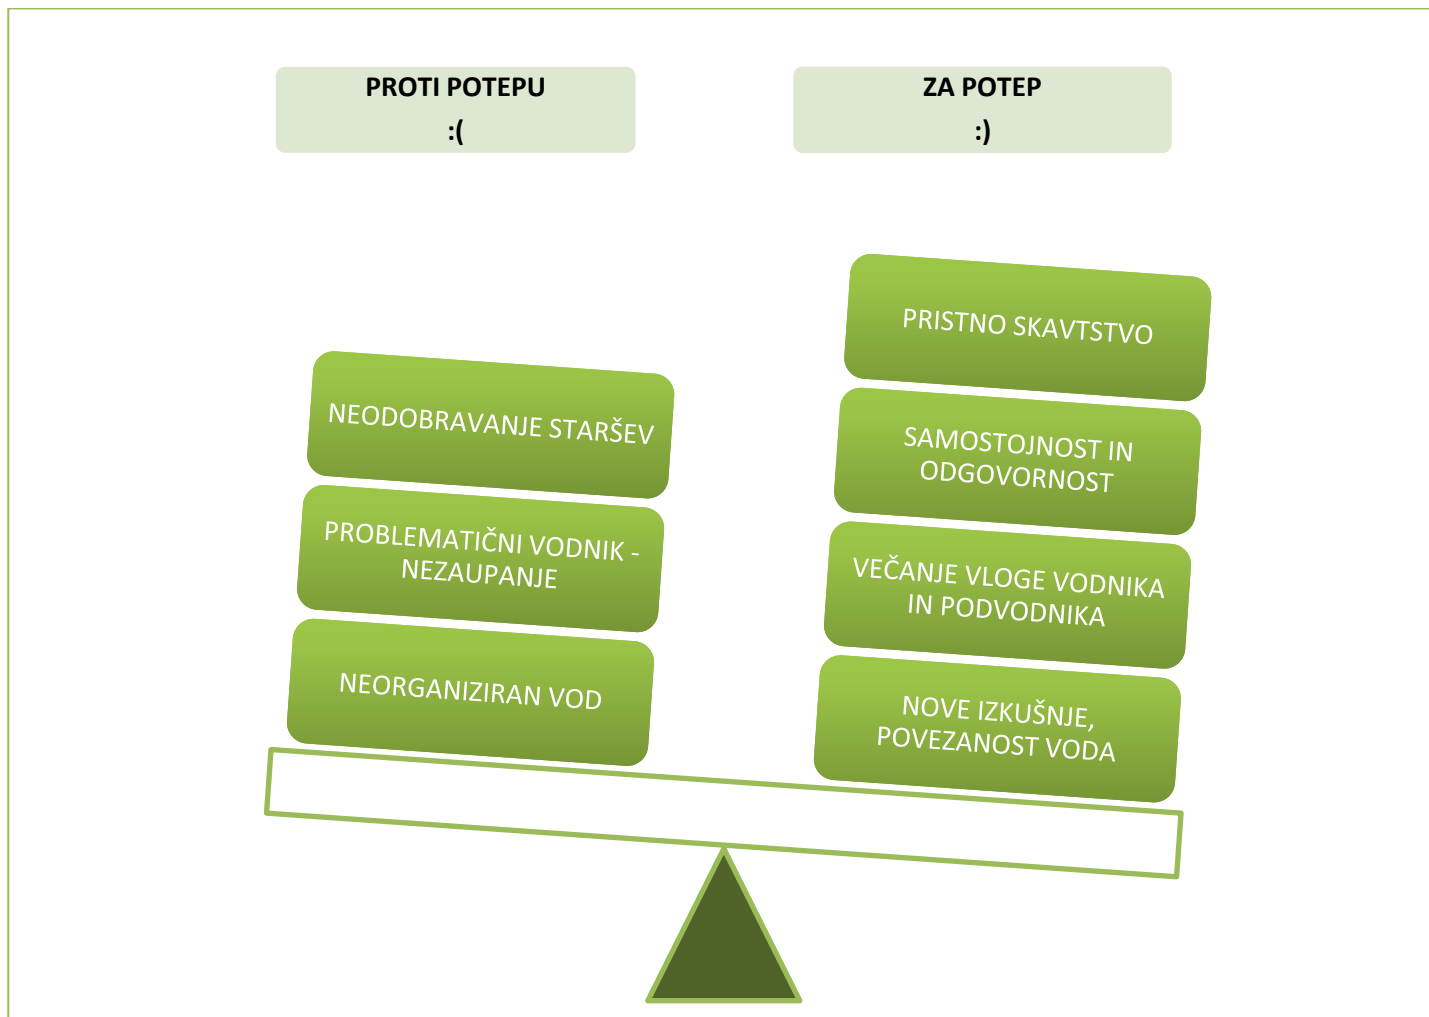 PROTI POTEPU
:(
NEODOBRAVANJE STARŠEV
PROBLEMATIČNI VODNIK -
NEZAUPANJE
NEORGANIZIRAN VOD
ZA POTEP
:)
PRISTNO SKAVTSTVO
SAMOSTOJNOST IN
ODGOVORNOST
VEČANJE VLOGE VODNIKA
IN PODVODNIKA
NOVE IZKUŠNJE,
POVEZANOST VODA